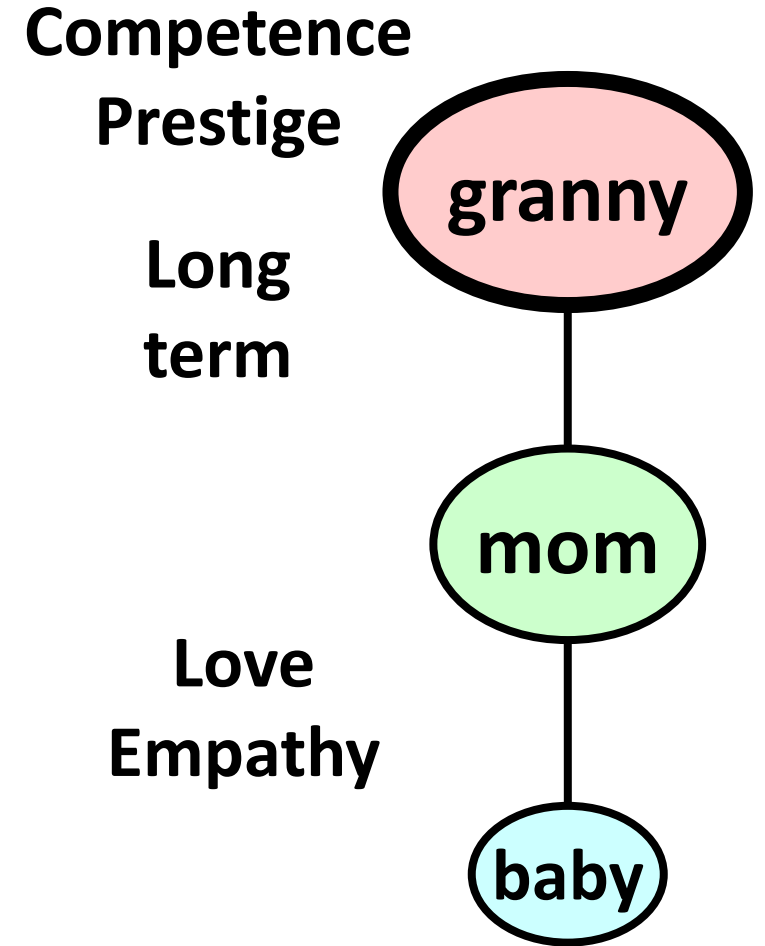 Competence
Prestige
granny
Long
term
mom
Love
Empathy
baby